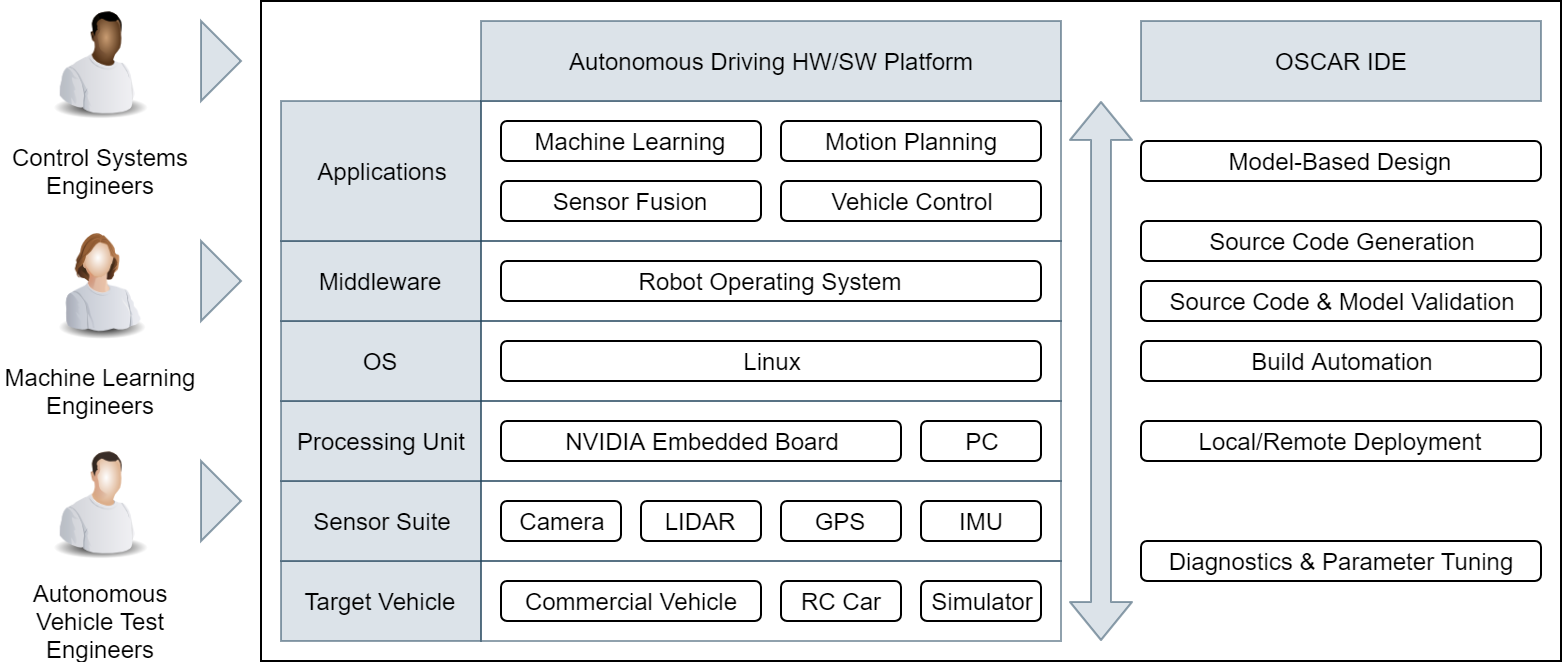 Control Systems
Engineers
Machine Learning
Engineers
Autonomous
Vehicle Test
Engineers
Autonomous Driving HW/SW Platform
Applications
Machine Learning
Motion Planning
Sensor Fusion
Vehicle Control
Middleware
Robot Operating System
OS
Linux
Processing Unit
NVIDIA Embedded Board
PC
Sensor Suite
Camera
LIDAR
GPS
IMU
Target Vehicle
Commercial Vehicle
RC Car
Simulator
OSCAR IDE
Model-Based Design
Source Code Generation
Source Code & Model Validation
Build Automation
Local/Remote Deployment
Diagnostics & Parameter Tuning